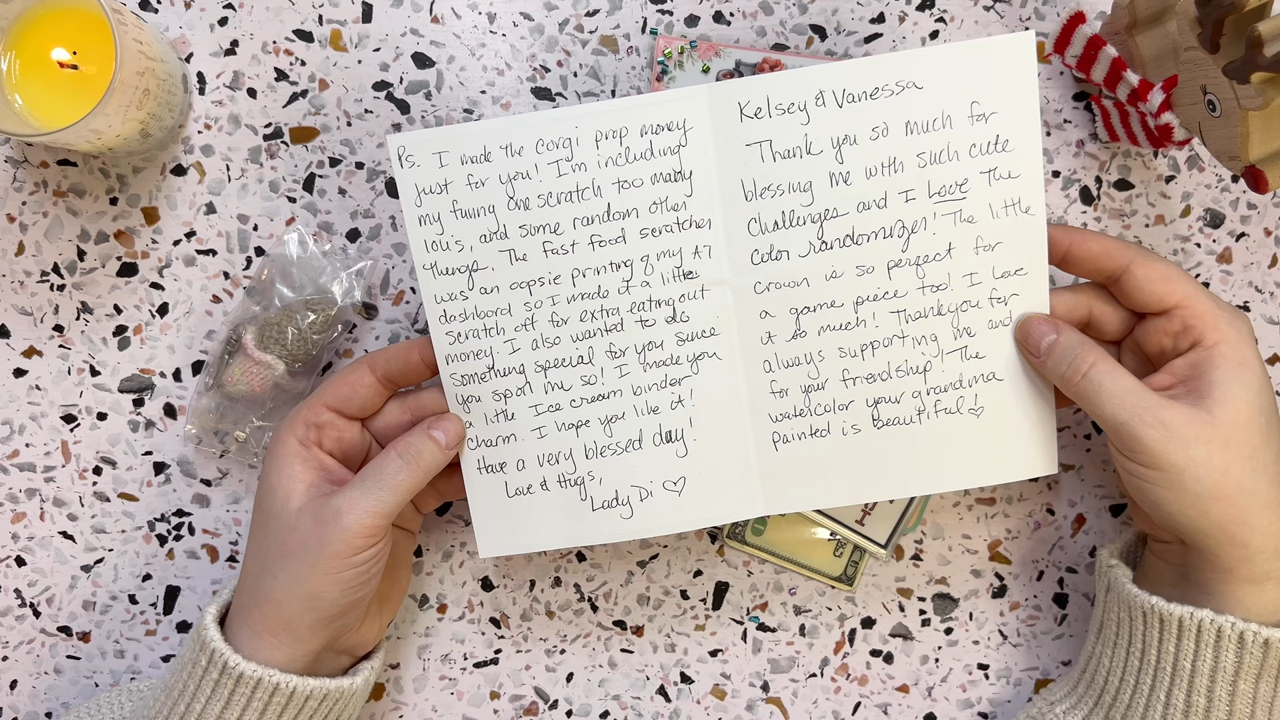 Ps. I made the Corgi prop money
just for you! I'm including
my fuving one scratch too many
10U's, and some random other
things. The Fast Food scratcher
was an oopsie printing of my A7
dashboard so I made it a little
scratch off for extra eating out
money. I also wanted to do
something special for you since
you spoil me so! I made you
a little Ice cream binder
charm. I hope you like it!
Have a very blessed day!
Love & Hugs,
Lady Di ♡
Kelsey & Vanessa
Thank you so much for
blessing me with such cute
challenges and I Love the
color randomizer! The little
crown is so perfect for
a game piece too! I love
it so much! Thank you for
always supporting me and
for your friendship! The
watercolor your grandma
painted is beautiful! ♡